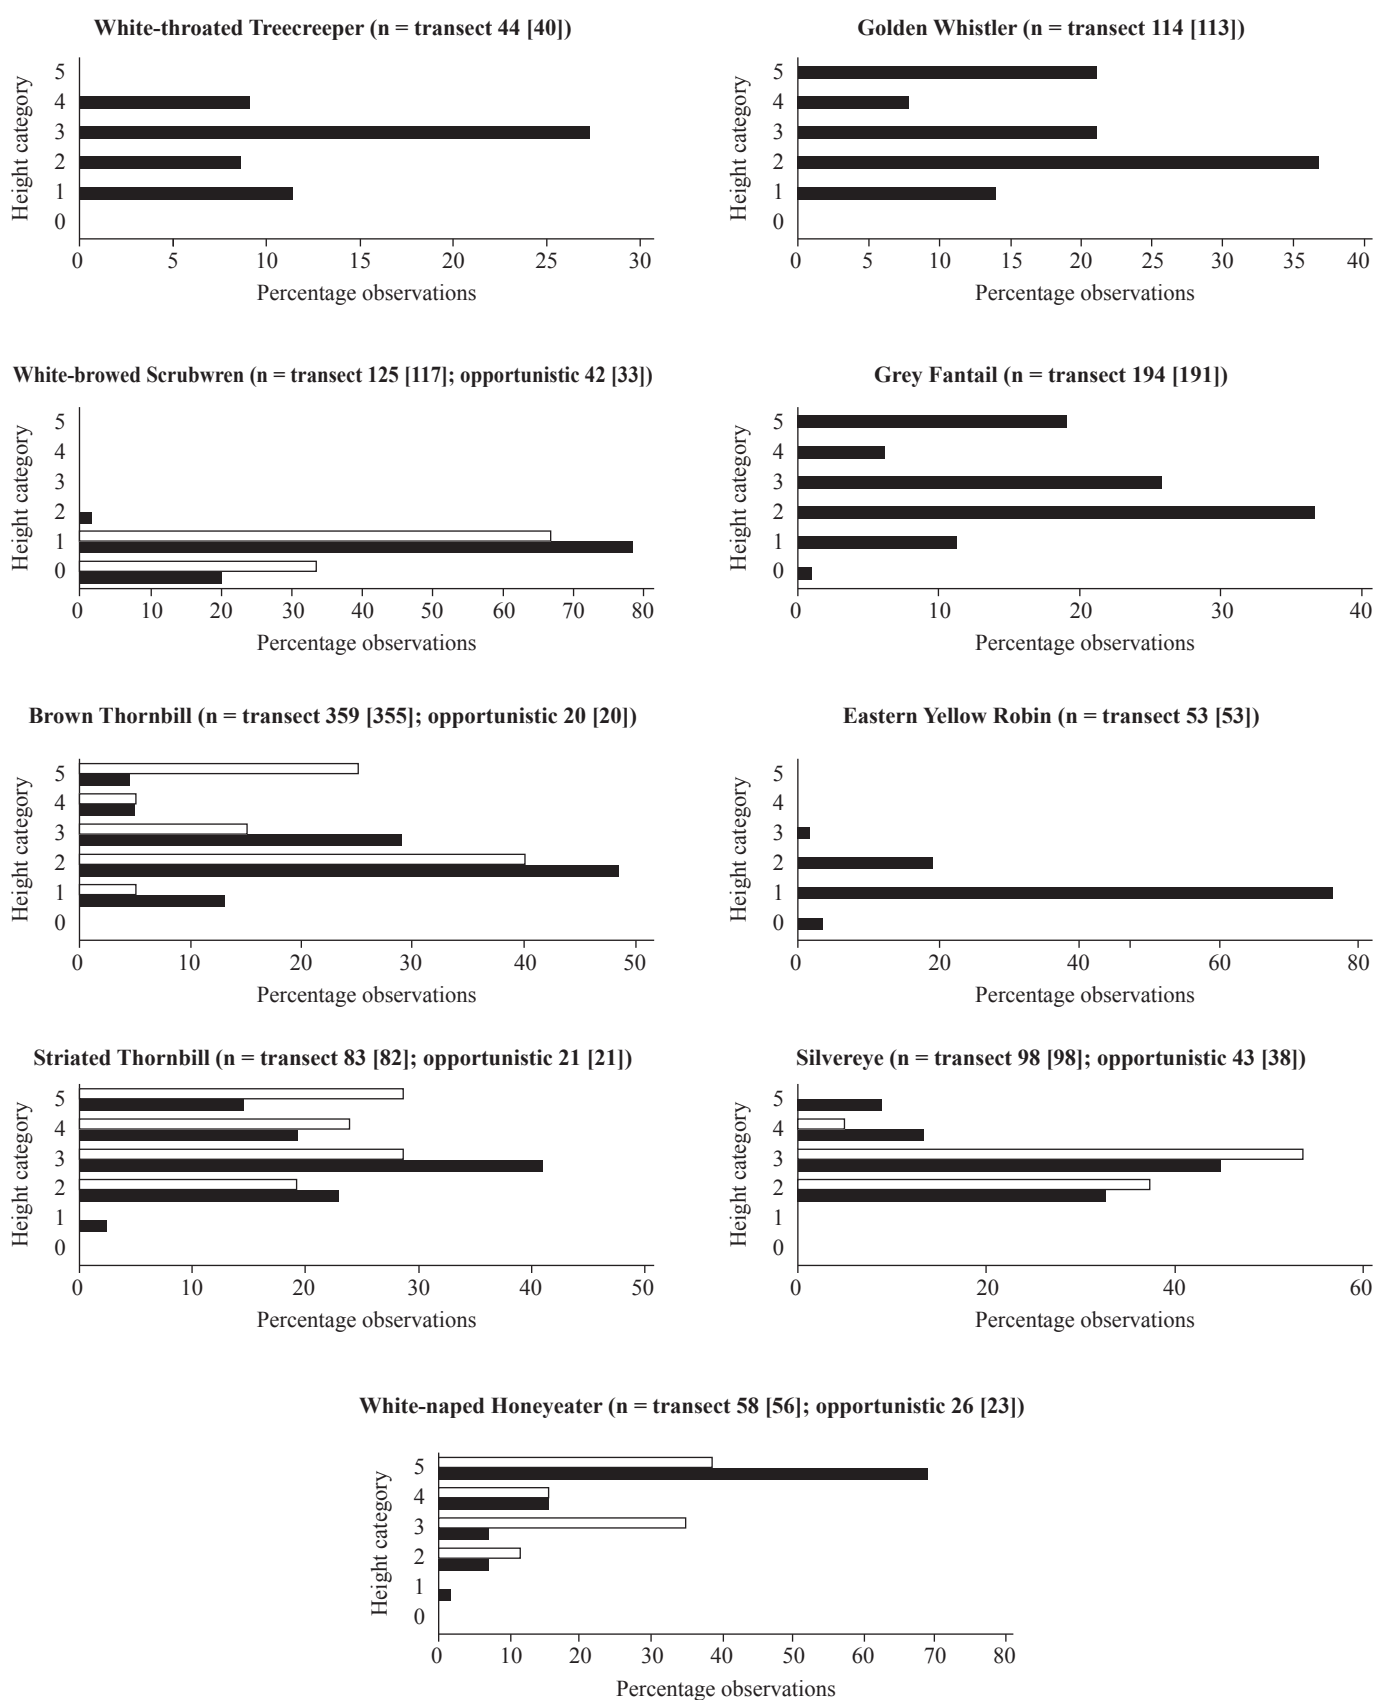 White-throated Treecreeper (n = transect 44 [40])
Height category
5
4
3
2
1
0
0 5 10 15 20 25 30
Percentage observations
Golden Whistler (n = transect 114 [113])
Height category
5
4
3
2
1
0
0 5 10 15 20 25 30 35 40
Percentage observations
White-browed Scrubwren (n = transect 125 [117]; opportunistic 42 [33])
Height category
5
4
3
2
1
0
0 10 20 30 40 50 60 70 80
Percentage observations
Grey Fantail (n = transect 194 [191])
Height category
5
4
3
2
1
0
0 10 20 30 40
Percentage observations
Brown Thornbill (n = transect 359 [355]; opportunistic 20 [20])
Height category
5
4
3
2
1
0
0 10 20 30 40 50
Percentage observations
Eastern Yellow Robin (n = transect 53 [53])
Height category
5
4
3
2
1
0
0 20 40 60 80
Percentage observations
Striated Thornbill (n = transect 83 [82]; opportunistic 21 [21])
Height category
5
4
3
2
1
0
0 10 20 30 40 50
Percentage observations
Silvereye (n = transect 98 [98]; opportunistic 43 [38])
Height category
5
4
3
2
1
0
0 20 40 60
Percentage observations
White-naped Honeyeater (n = transect 58 [56]; opportunistic 26 [23])
Height category
5
4
3
2
1
0
0 10 20 30 40 50 60 70 80
Percentage observations